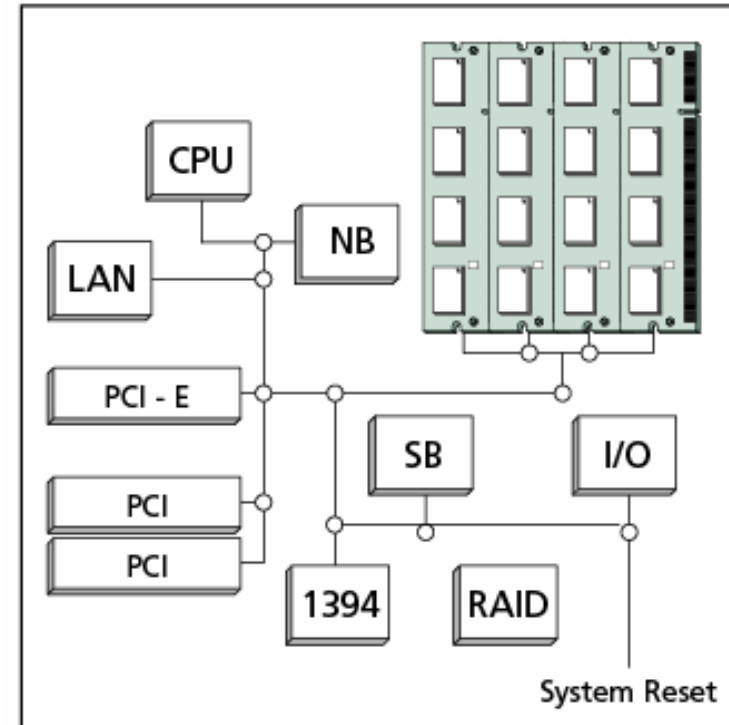 CPU
NB
LAN
PCI - E
SB
I/O
PCI
PCI
1394
RAID
System Reset